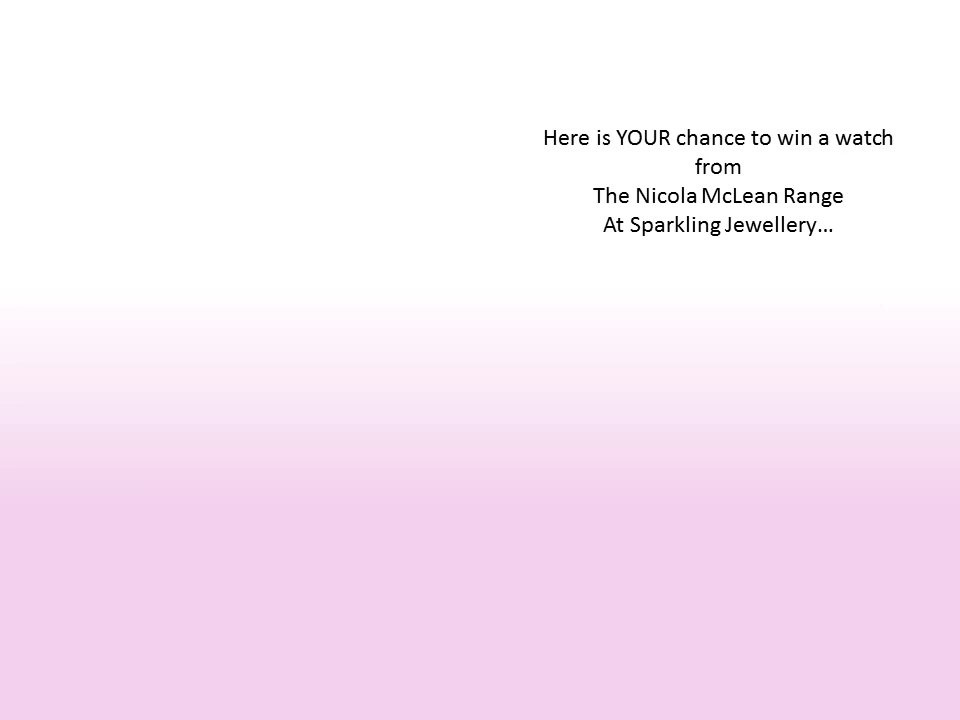 Here is YOUR chance to win a watch
from
The Nicola McLean Range
At Sparkling Jewellery…